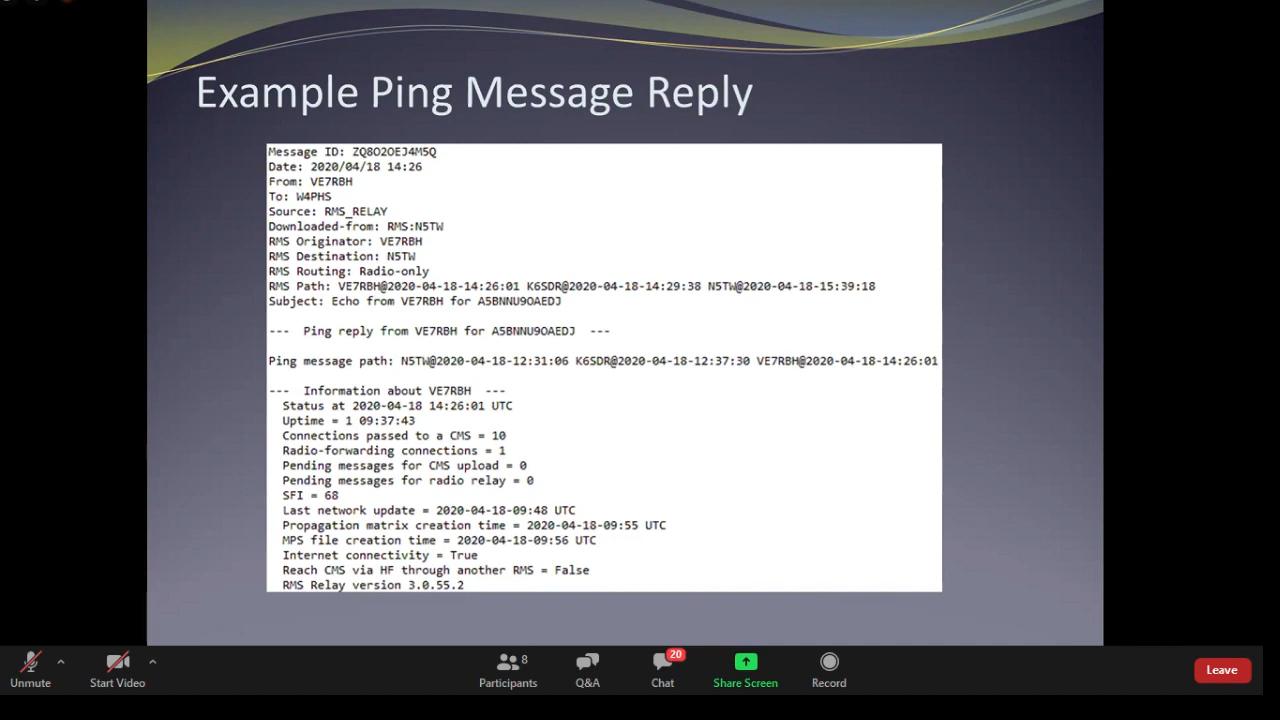 Example Ping Message Reply
Message ID: ZQ8O2OEJ4M5Q
Date: 2020/04/18 14:26
From: VE7RBH
To: W4PHS
Source: RMS_RELAY
Downloaded-from: RMS:N5TW
RMS Originator: VE7RBH
RMS Destination: N5TW
RMS Routing: Radio-only
RMS Path: VE7RBH@2020-04-18-14:26:01 K6SDR@2020-04-18-14:29:38 N5TW@2020-04-18-15:39:18
Subject: Echo from VE7RBH for A5BNNU9OAEDJ
--- Ping reply from VE7RBH for A5BNNU9OAEDJ ---
Ping message path: N5TW@2020-04-18-12:31:06 K6SDR@2020-04-18-12:37:30 VE7RBH@2020-04-18-14:26:01
--- Information about VE7RBH ---
Status at 2020-04-18 14:26:01 UTC
Uptime = 1 09:37:43
Connections passed to a CMS = 10
Radio-forwarding connections = 1
Pending messages for CMS upload = 0
Pending messages for radio relay = 0
SFI = 68
Last network update = 2020-04-18-09:48 UTC
Propagation matrix creation time = 2020-04-18-09:55 UTC
MPS file creation time = 2020-04-18-09:56 UTC
Internet connectivity = True
Reach CMS via HF through another RMS = False
RMS Relay version 3.0.55.2
8
20
Unmute
Start Video
Participants
Q&A
Chat
Share Screen
Record
Leave